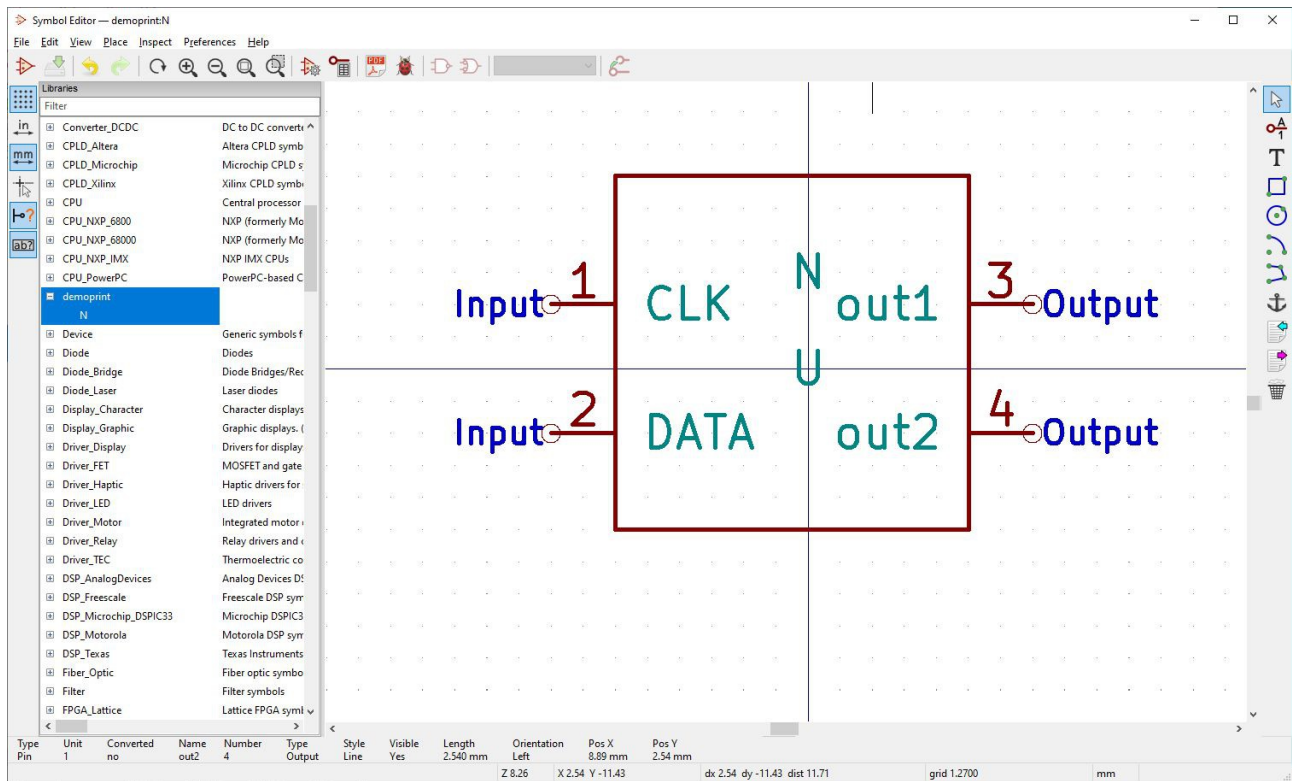 Symbol Editor — demoprint:N
File Edit View Place Inspect Preferences Help
PDF
Libraries
Filter
in
mm
ab?
A
1
T
Converter_DCDC DC to DC converte
CPLD_Altera Altera CPLD symb
CPLD_Microchip Microchip CPLD s
CPLD_Xilinx Xilinx CPLD symb
CPU Central processor
CPU_NXP_6800 NXP (formerly Mo
CPU_NXP_68000 NXP (formerly Mo
CPU_NXP_IMX NXP IMX CPUs
CPU_PowerPC PowerPC-based C
demoprint
N
Device Generic symbols f
Diode Diodes
Diode_Bridge Diode Bridges/Rec
Diode_Laser Laser diodes
Display_Character Character displays
Display_Graphic Graphic displays. (
Driver_Display Drivers for display
Driver_FET MOSFET and gate
Driver_Haptic Haptic drivers for
Driver_LED LED drivers
Driver_Motor Integrated motor
Driver_Relay Relay drivers and
Driver_TEC Thermoelectric co
DSP_AnalogDevices Analog Devices DS
DSP_Freescale Freescale DSP sym
DSP_Microchip_DSPIC33 Microchip DSPIC3
DSP_Motorola Motorola DSP sym
DSP_Texas Texas Instruments
Fiber_Optic Fiber optic symbo
Filter Filter symbols
FPGA_Lattice Lattice FPGA symb
N
Input 1 CLK out1 3 Output
U
Input 2 DATA out2 4 Output
Type Unit Converted Name Number Type Style Visible Length Orientation Pos X Pos Y
Pin 1 no out2 4 Output Line Yes 2.540 mm Left 8.89 mm 2.54 mm
Z 8.26 X 2.54 Y -11.43 dx 2.54 dy -11.43 dist 11.71 grid 1.2700 mm